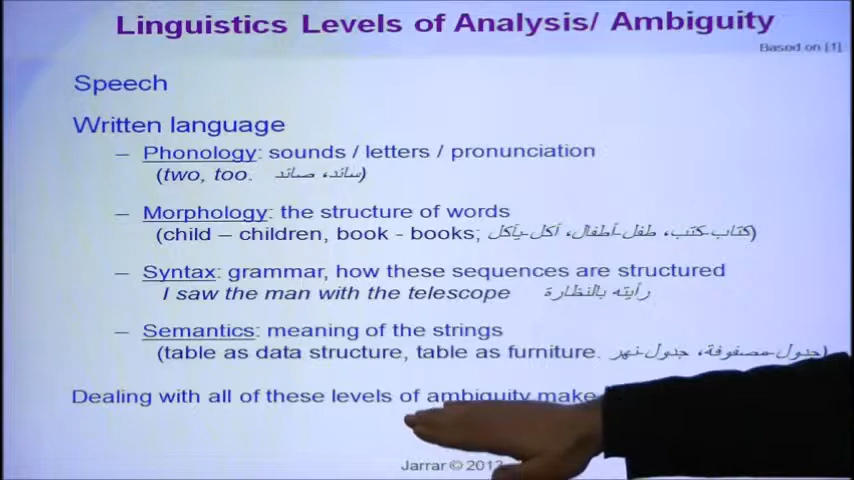 Linguistics Levels of Analysis/ Ambiguity
Based on [1]
Speech
Written language
– Phonology: sounds / letters / pronunciation
(two, too. سائد، صائد)
– Morphology: the structure of words
(child – children, book - books; كتاب-كتب، طفل-أطفال، أكل-يأكل)
– Syntax: grammar, how these sequences are structured
I saw the man with the telescope رأيته بالنظارة
– Semantics: meaning of the strings
(table as data structure, table as furniture. جدول-مصفوفة، جدول-نهر)
Dealing with all of these levels of ambiguity make
Jarrar ©